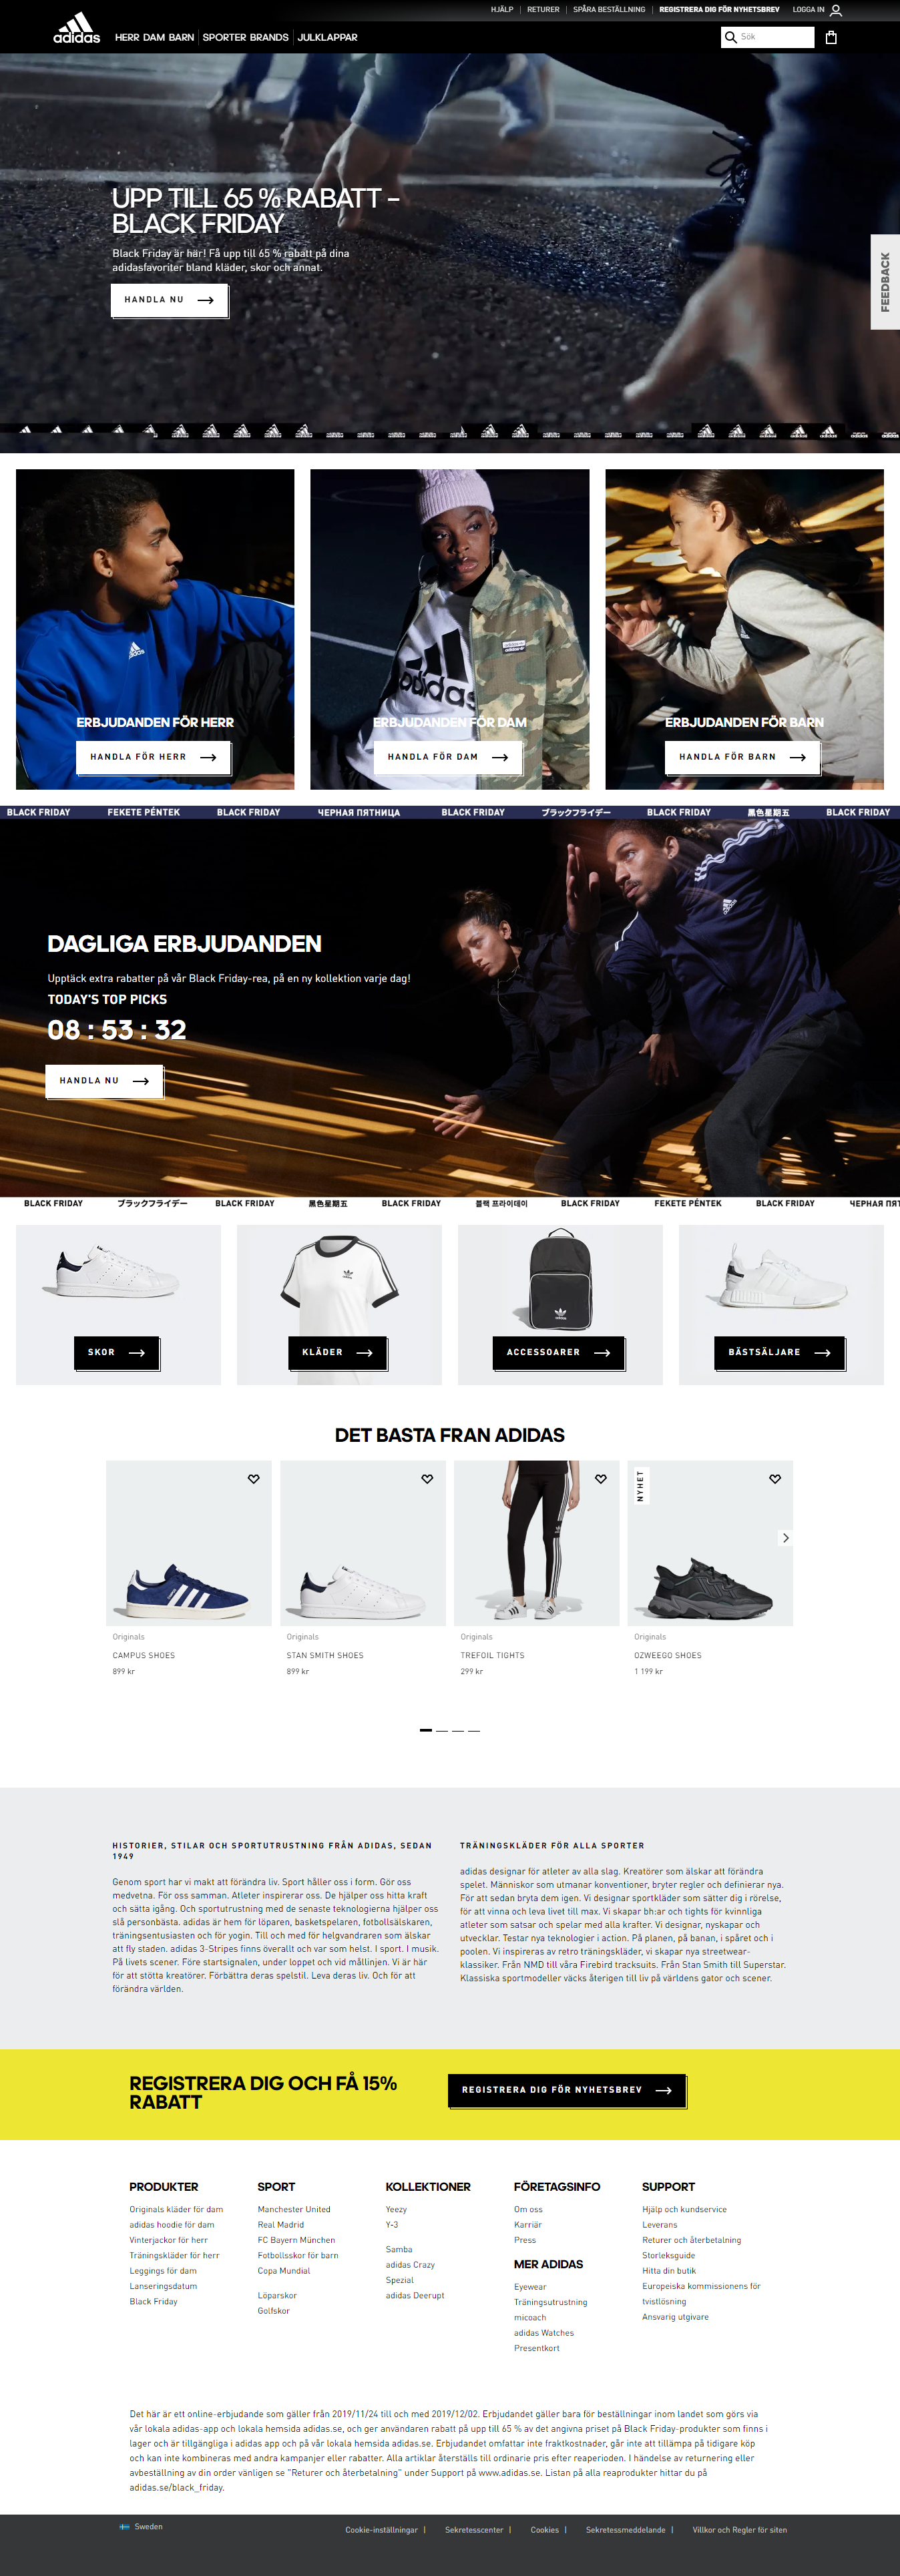 HJÄLP
RETURER
SPÅRA BESTÄLLNING
REGISTRERA DIG FÖR NYHETSBREV
LOGGA IN
adidas
HERR DAM BARN
SPORTER BRANDS
JULKLAPPAR
Sök
UPP TILL 65 % RABATT –
BLACK FRIDAY
Black Friday är här! Få upp till 65 % rabatt på dina
adidasfavoriter bland kläder, skor och annat.
HANDLA NU
FEEDBACK
adidas
adidas
ERBJUDANDEN FÖR HERR
HANDLA FÖR HERR
ERBJUDANDEN FÖR DAM
HANDLA FÖR DAM
ERBJUDANDEN FÖR BARN
HANDLA FÖR BARN
BLACK FRIDAY FEKETE PÉNTEK BLACK FRIDAY ЧЕРНАЯ ПЯТНИЦА BLACK FRIDAY ブラックフライデー BLACK FRIDAY 黑色星期五 BLACK FRIDAY
DAGLIGA ERBJUDANDEN
Upptäck extra rabatter på vår Black Friday-rea, på en ny kollektion varje dag!
TODAY'S TOP PICKS
08 : 53 : 32
HANDLA NU
BLACK FRIDAY ブラックフライデー BLACK FRIDAY 黑色星期五 BLACK FRIDAY 블랙 프라이데이 BLACK FRIDAY FEKETE PÉNTEK BLACK FRIDAY ЧЕРНАЯ ПЯТ
SKOR
KLÄDER
ACCESSOARER
BÄSTSÄLJARE
DET BASTA FRAN ADIDAS
NYHET
Originals
CAMPUS SHOES
899 kr
Originals
STAN SMITH SHOES
899 kr
Originals
TREFOIL TIGHTS
299 kr
Originals
OZWEEGO SHOES
1 199 kr
HISTORIER, STILAR OCH SPORTUTRUSTNING FRÅN ADIDAS, SEDAN
1949
Genom sport har vi makt att förändra liv. Sport håller oss i form. Gör oss
medvetna. För oss samman. Atleter inspirerar oss. De hjälper oss hitta kraft
och sätta igång. Och sportutrustning med de senaste teknologierna hjälper oss
slå personbästa. adidas är hem för löparen, basketspelaren, fotbollsälskaren,
träningsentusiasten och för yogin. Till och med för helgvandraren som älskar
att fly staden. adidas 3-Stripes finns överallt och var som helst. I sport. I musik.
På livets scener. Före startsignalen, under loppet och vid mållinjen. Vi är här
för att stötta kreatörer. Förbättra deras spelstil. Leva deras liv. Och för att
förändra världen.
TRÄNINGSKLÄDER FÖR ALLA SPORTER
adidas designar för atleter av alla slag. Kreatörer som älskar att förändra
spelet. Människor som utmanar konventioner, bryter regler och definierar nya.
För att sedan bryta dem igen. Vi designar sportkläder som sätter dig i rörelse,
för att vinna och leva livet till max. Vi skapar bh:ar och tights för kvinnliga
atleter som satsar och spelar med alla krafter. Vi designar, nyskapar och
utvecklar. Testar nya teknologier i action. På planen, på banan, i spåret och i
poolen. Vi inspireras av retro träningskläder, vi skapar nya streetwear-
klassiker. Från NMD till våra Firebird tracksuits. Från Stan Smith till Superstar.
Klassiska sportmodeller väcks återigen till liv på världens gator och scener.
REGISTRERA DIG OCH FÅ 15%
RABATT
REGISTRERA DIG FÖR NYHETSBREV
PRODUKTER
Originals kläder för dam
adidas hoodie för dam
Vinterjackor för herr
Träningskläder för herr
Leggings för dam
Lanseringsdatum
Black Friday
SPORT
Manchester United
Real Madrid
FC Bayern München
Fotbollsskor för barn
Copa Mundial
Löparskor
Golfskor
KOLLEKTIONER
Yeezy
Y-3
Samba
adidas Crazy
Spezial
adidas Deerupt
FÖRETAGSINFO
Om oss
Karriär
Press
MER ADIDAS
Eyewear
Träningsutrustning
micoach
adidas Watches
Presentkort
SUPPORT
Hjälp och kundservice
Leverans
Returer och återbetalning
Storleksguide
Hitta din butik
Europeiska kommissionens för
tvistlösning
Ansvarig utgivare
Det här är ett online-erbjudande som gäller från 2019/11/24 till och med 2019/12/02. Erbjudandet gäller bara för beställningar inom landet som görs via
vår lokala adidas-app och lokala hemsida adidas.se, och ger användaren rabatt på upp till 65 % av det angivna priset på Black Friday-produkter som finns i
lager och är tillgängliga i adidas app och på vår lokala hemsida adidas.se. Erbjudandet omfattar inte fraktkostnader, går inte att tillämpa på tidigare köp
och kan inte kombineras med andra kampanjer eller rabatter. Alla artiklar återställs till ordinarie pris efter reaperioden. I händelse av returnering eller
avbeställning av din order vänligen se "Returer och återbetalning" under Support på www.adidas.se. Listan på alla reaprodukter hittar du på
adidas.se/black_friday.
Sweden
Cookie-inställningar |
Sekretesscenter |
Cookies |
Sekretessmeddelande |
Villkor och Regler för siten